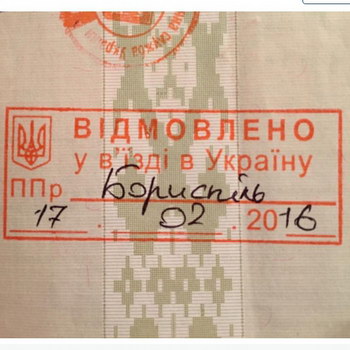 ВІДМОВЛЕНО
у в'їзді в Україну
ППр Бориспіль
17 . 02 . 2016